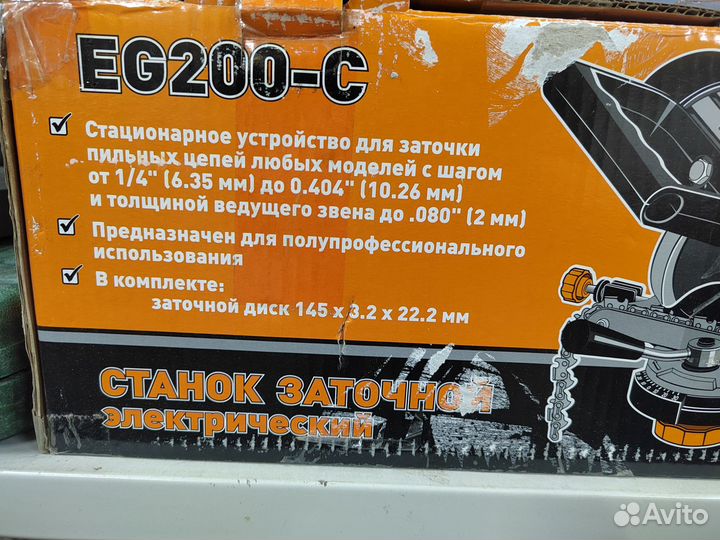 EG200-C
Стационарное устройство для заточки
пильных цепей любых моделей с шагом
от 1/4" (6.35 мм) до 0.404" (10.26 мм)
и толщиной ведущего звена до .080" (2 мм)
Предназначен для полупрофессионального
использования
В комплекте:
заточной диск 145 x 3.2 x 22.2 мм
СТАНОК ЗАТОЧНОЙ
электрический
Avito